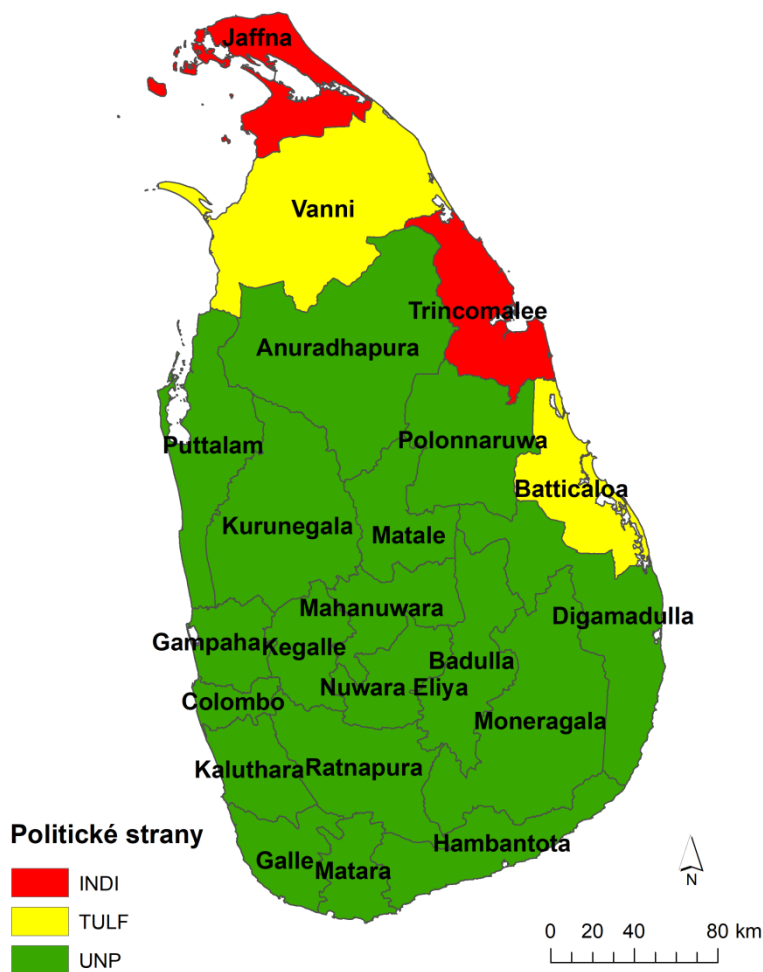 Jaffna
Vanni
Trincomalee
Anuradhapura
Polonnaruwa
Puttalam
Batticaloa
Kurunegala
Matale
Mahanuwara
Digamadulla
Gampaha
Kegalle
Badulla
Nuwara Eliya
Colombo
Moneragala
Kaluthara
Ratnapura
Hambantota
Galle
Matara
Politické strany
INDI
TULF
UNP
N
0 20 40 80 km